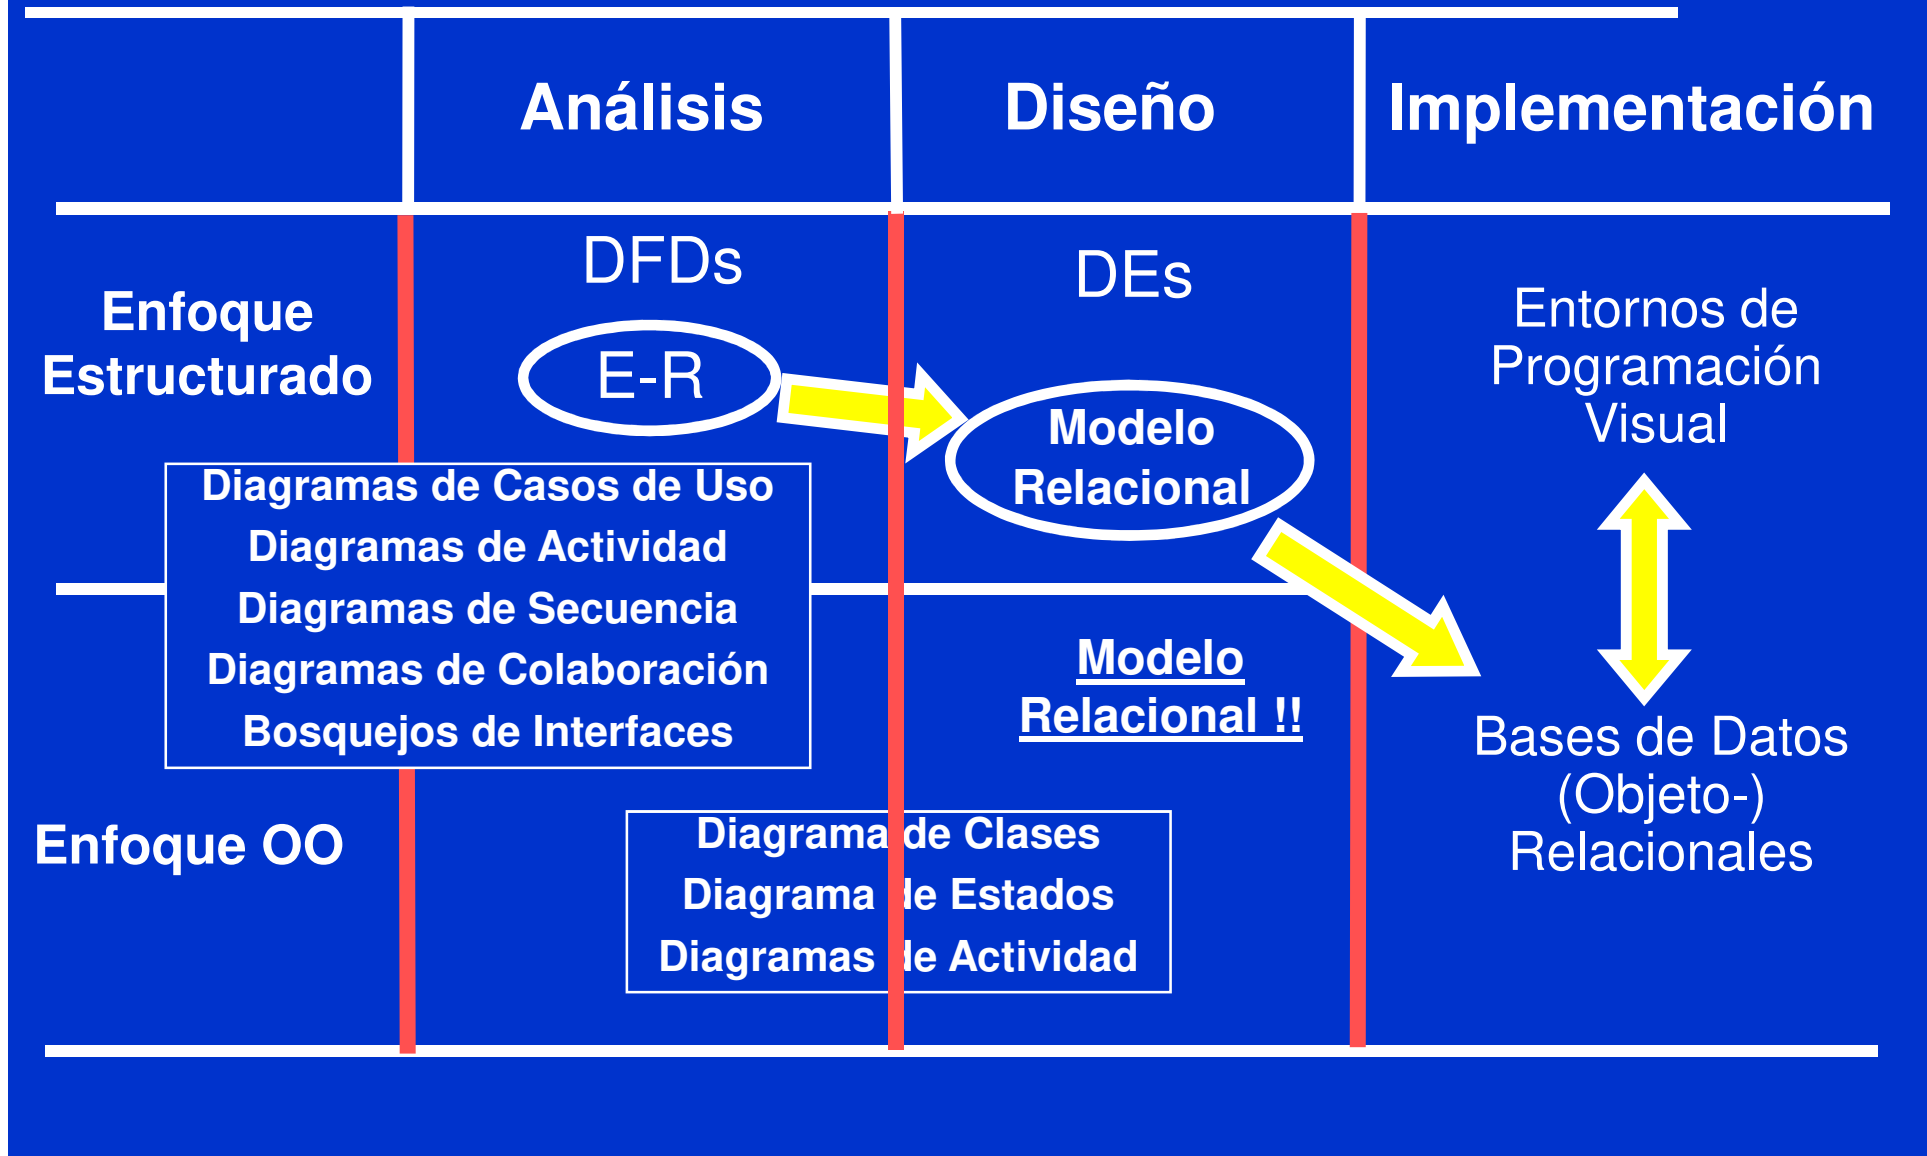 Análisis
Diseño
Implementación
Enfoque
Estructurado
DFDs
E-R
DEs
Modelo
Relacional
Entornos de
Programación
Visual
Diagramas de Casos de Uso
Diagramas de Actividad
Diagramas de Secuencia
Diagramas de Colaboración
Bosquejos de Interfaces
Modelo
Relacional !!
Bases de Datos
(Objeto-)
Relacionales
Enfoque OO
Diagrama de Clases
Diagrama de Estados
Diagramas de Actividad